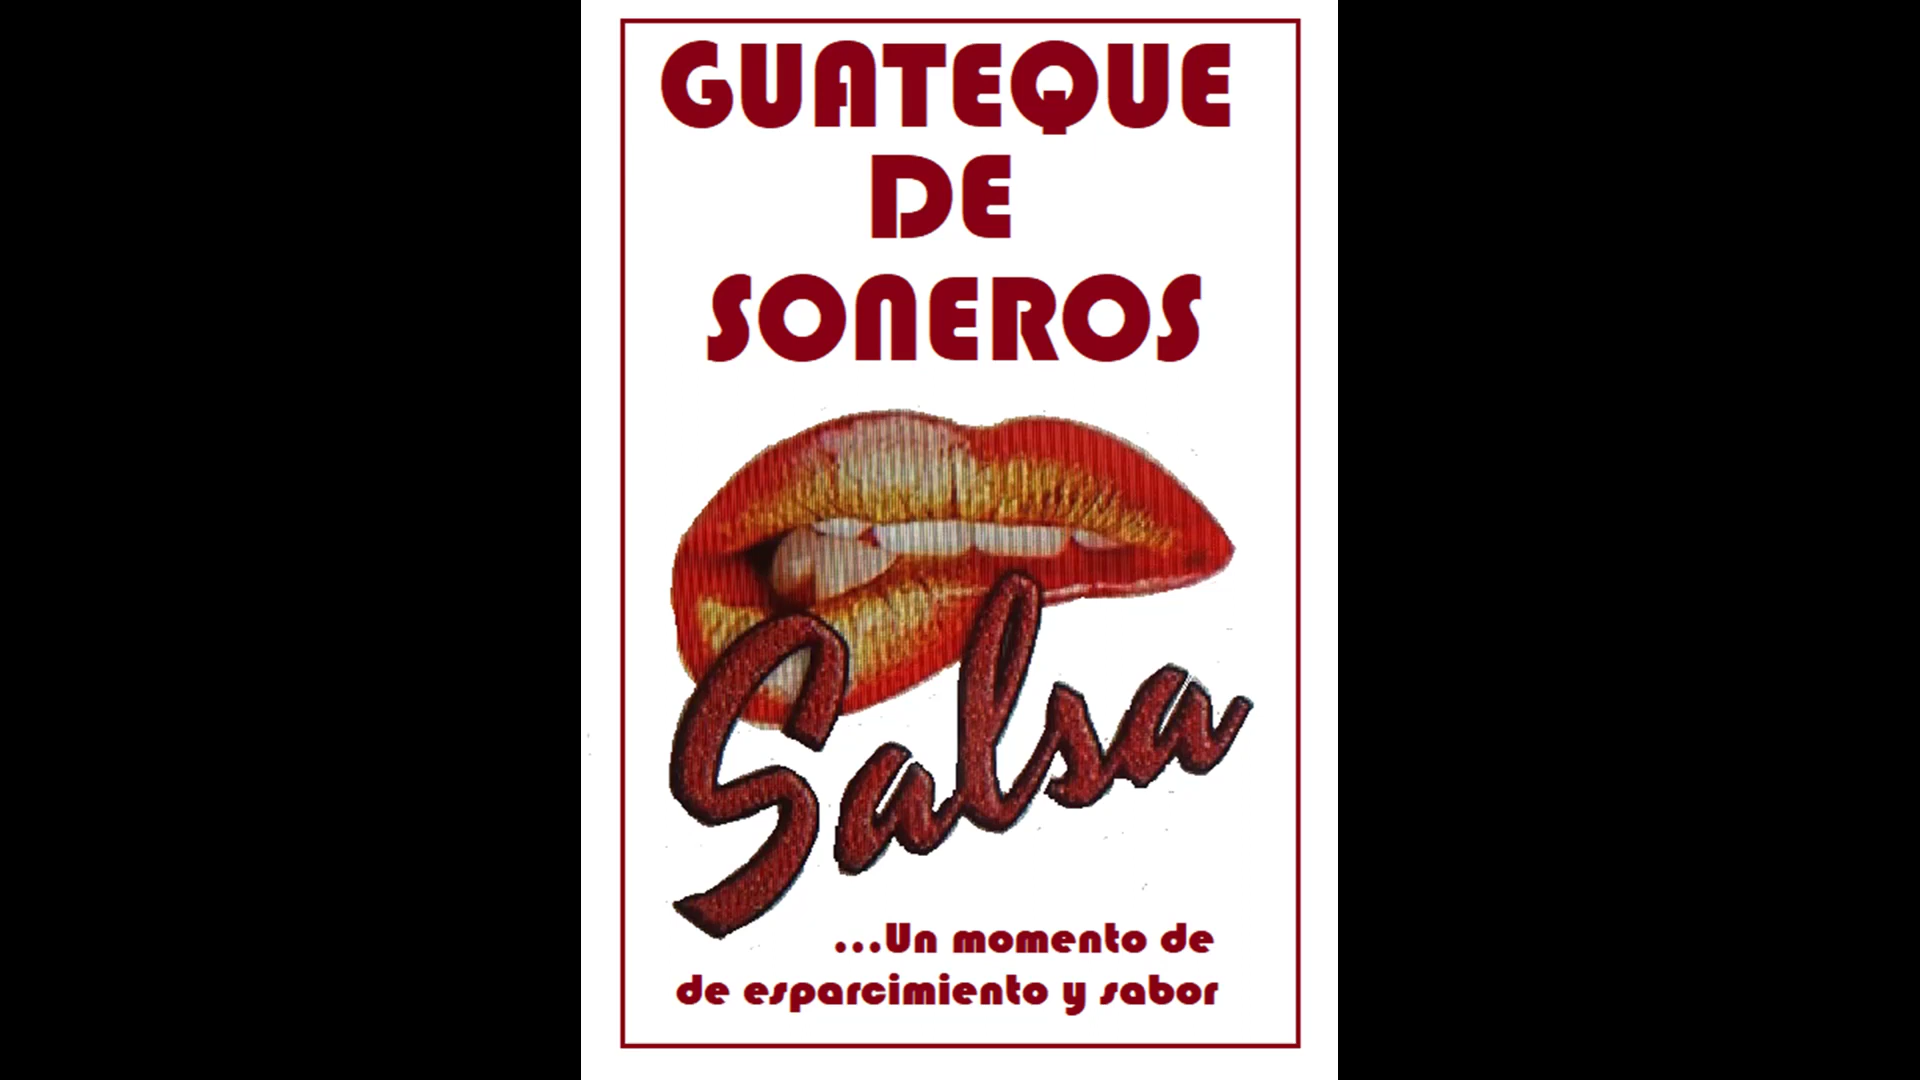 GUATEQUE
DE
SONEROS
Salsa
...Un momento de
de esparcimiento y sabor